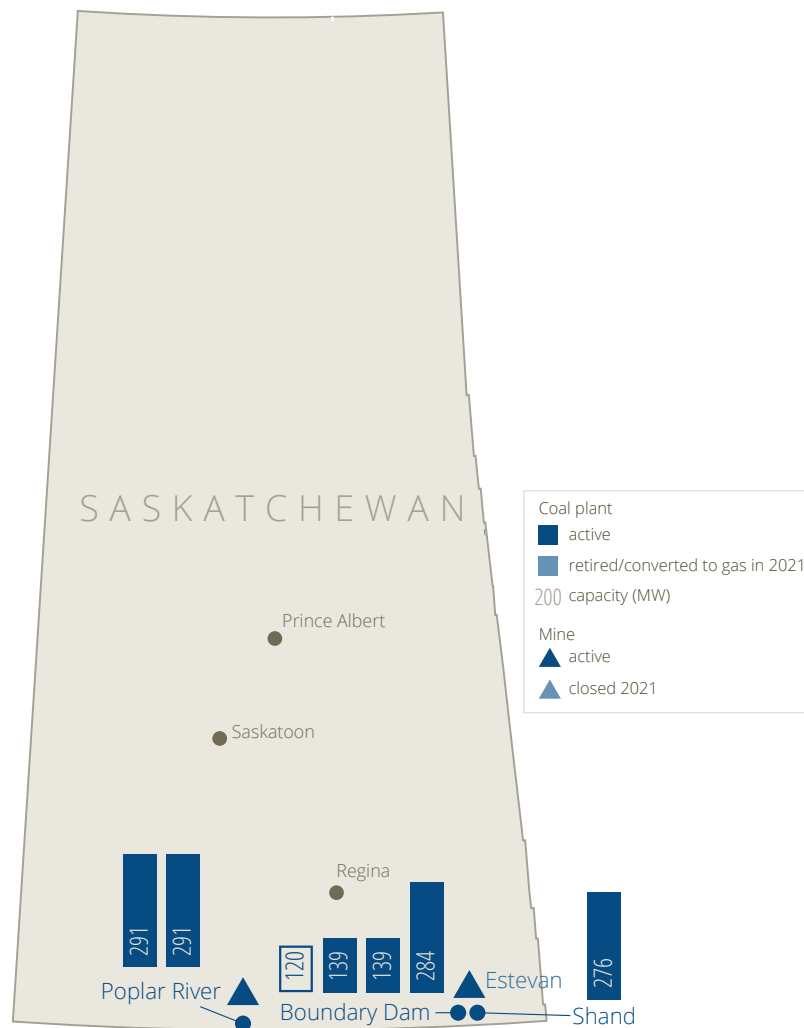 SASKATCHEWAN
Coal plant
active
retired/converted to gas in 2021
200 capacity (MW)
Mine
active
closed 2021
Prince Albert
Saskatoon
Regina
291
291
120
139
139
284
276
Poplar River
Estevan
Boundary Dam
Shand